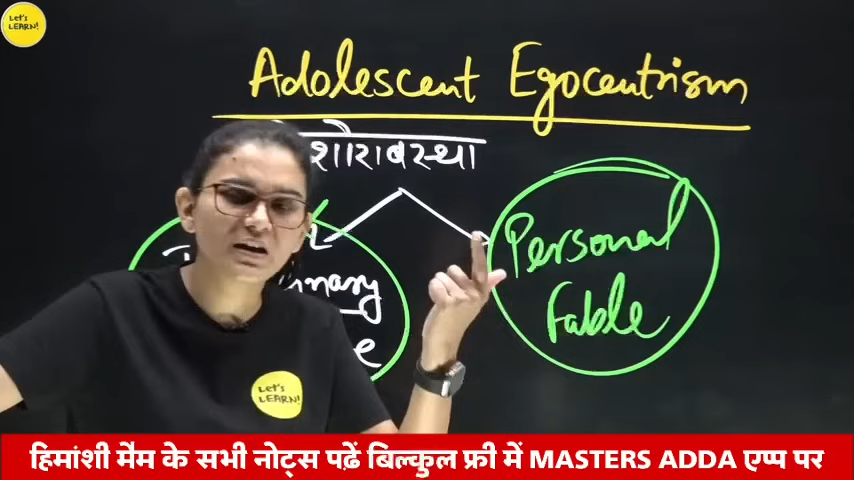 Let's
LEARN!
Adolescent Egocentrism
शोरावस्था
Personal
Fable
Let's
LEARN!
हिमांशी मैम के सभी नोट्स पढ़ें बिल्कुल फ्री में MASTERS ADDA एप्प पर